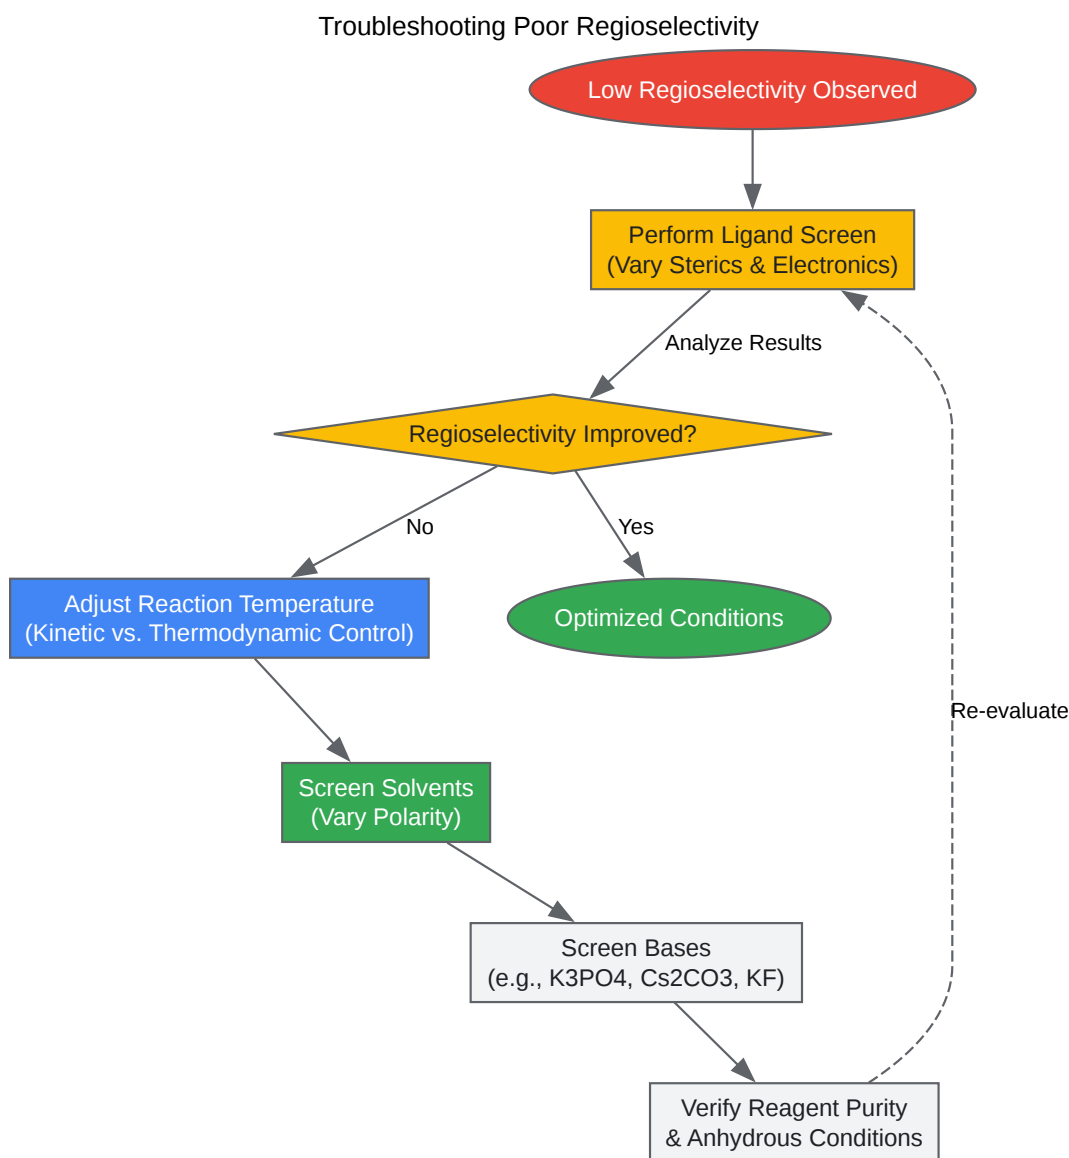 Troubleshooting Poor Regioselectivity
Low Regioselectivity Observed
Perform Ligand Screen
(Vary Sterics & Electronics)
Analyze Results
Regioselectivity Improved?
No
Yes
Adjust Reaction Temperature
(Kinetic vs. Thermodynamic Control)
Optimized Conditions
Re-evaluate
Screen Solvents
(Vary Polarity)
Screen Bases
(e.g., K3PO4, Cs2CO3, KF)
Verify Reagent Purity
& Anhydrous Conditions